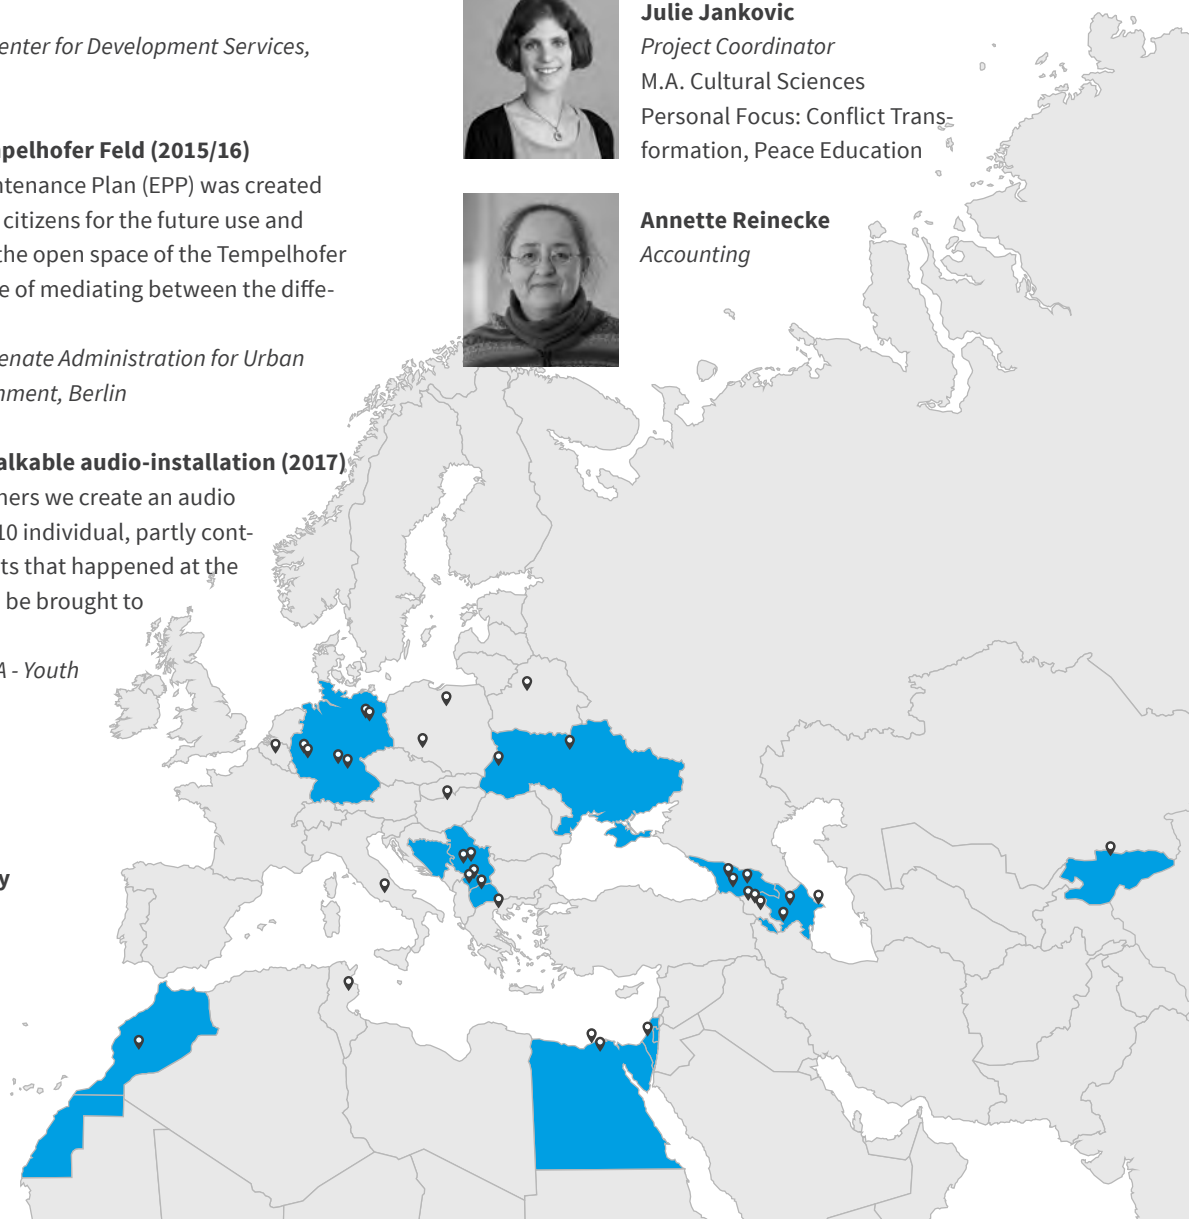 enter for Development Services,
pelhofer Feld (2015/16)
ntenance Plan (EPP) was created
citizens for the future use and
the open space of the Tempelhofer
e of mediating between the diffe-
enate Administration for Urban
nment, Berlin
alkable audio-installation (2017)
ners we create an audio
10 individual, partly cont-
ts that happened at the
be brought to
A - Youth
y
Julie Jankovic
Project Coordinator
M.A. Cultural Sciences
Personal Focus: Conflict Trans-
formation, Peace Education
Annette Reinecke
Accounting